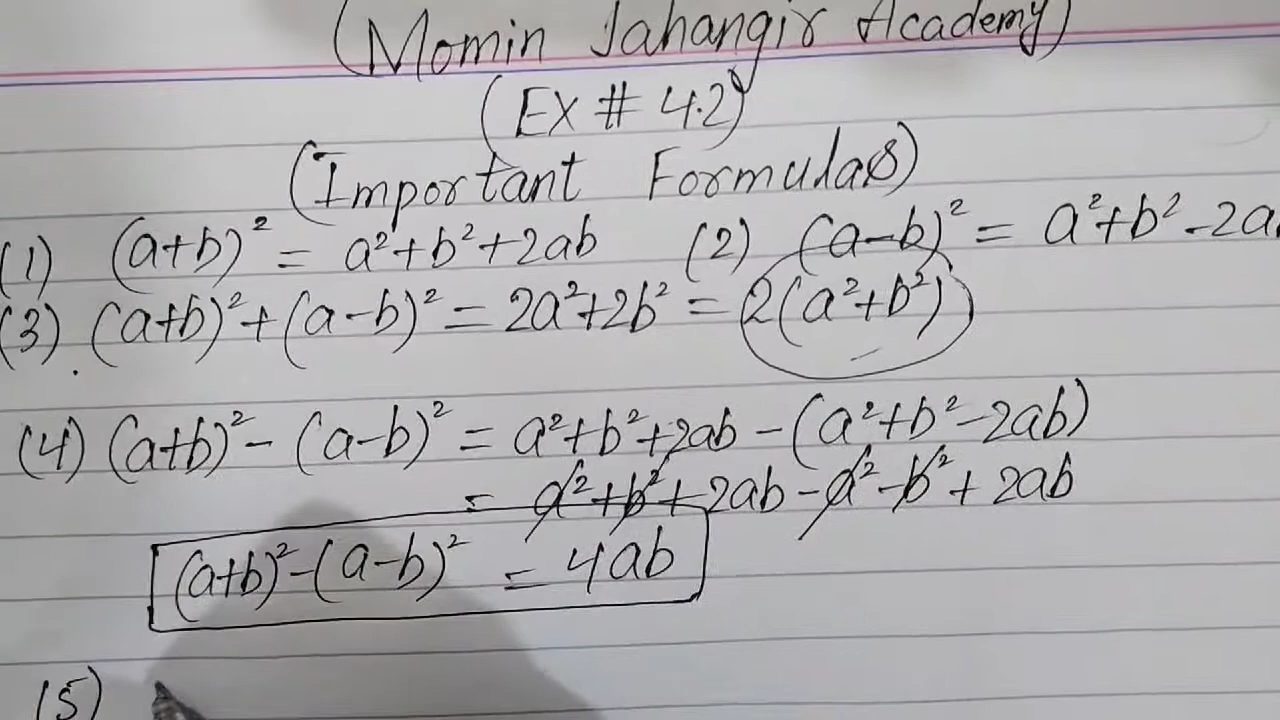 (Momin Jahangir Academy)
(EX # 4.2)
(Important Formulas)
(1) (a+b)² = a²+b²+2ab (2) (a-b)² = a²+b²-2a
(3) (a+b)²+(a-b)² = 2a²+2b² = 2(a²+b²)
(4) (a+b)²- (a-b)² = a²+b²+2ab -(a²+b²-2ab)
= a²+b²+2ab-a²-b²+2ab
(a+b)²-(a-b)² = 4ab
(5)